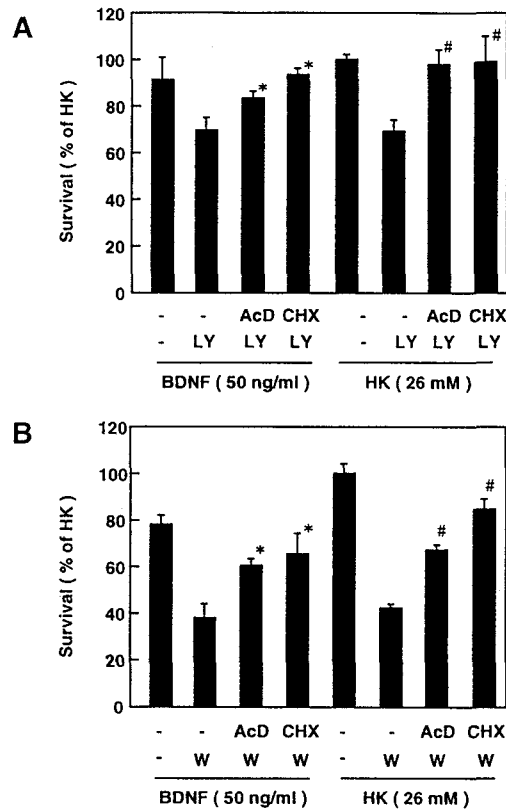 A
Survival ( % of HK )
120
100
80
60
40
20
0
* * # #
- - AcD CHX - - AcD CHX
- LY LY LY - LY LY LY
BDNF ( 50 ng/ml ) HK ( 26 mM )
B
Survival ( % of HK )
120
100
80
60
40
20
0
* * # #
- - AcD CHX - - AcD CHX
- W W W - W W W
BDNF ( 50 ng/ml ) HK ( 26 mM )